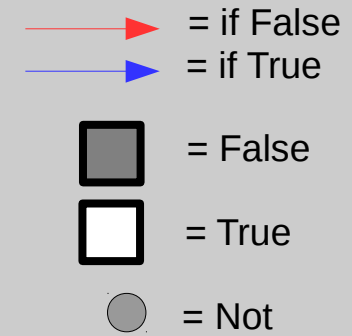 = if False
= if True
= False
= True
= Not